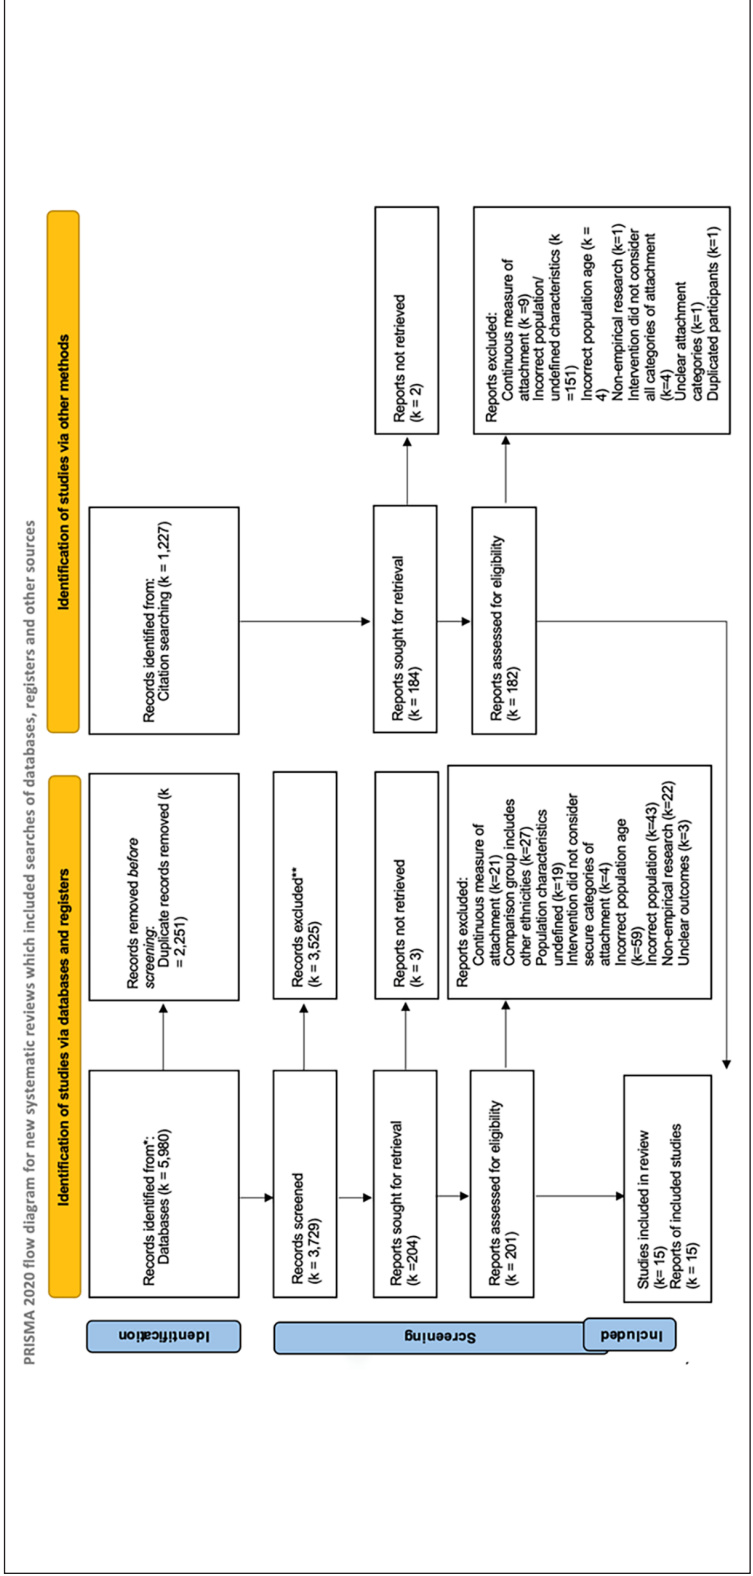 PRISMA 2020 flow diagram for new systematic reviews which included searches of databases, registers and other sources
Identification of studies via databases and registers
Identification of studies via other methods
Identification
Records identified from*:
Databases (k = 5,980)
Records removed before
screening:
Duplicate records removed (k
= 2,251)
Records identified from:
Citation searching (k = 1,227)
Screening
Records screened
(k = 3,729)
Records excluded**
(k = 3,525)
Reports sought for retrieval
(k =204)
Reports not retrieved
(k = 3)
Reports sought for retrieval
(k = 184)
Reports not retrieved
(k = 2)
Reports assessed for eligibility
(k = 201)
Reports excluded:
Continuous measure of
attachment (k=21)
Comparison group includes
other ethnicities (k=27)
Population characteristics
undefined (k=19)
Intervention did not consider
secure categories of
attachment (k=4)
Incorrect population age
(k=59)
Incorrect population (k=43)
Non-empirical research (k=22)
Unclear outcomes (k=3)
Reports assessed for eligibility
(k = 182)
Reports excluded:
Continuous measure of
attachment (k =9)
Incorrect population/
undefined characteristics (k
=151)
Incorrect population age (k =
4)
Non-empirical research (k=1)
Intervention did not consider
all categories of attachment
(k=4)
Unclear attachment
categories (k=1)
Duplicated participants (k=1)
Included
Studies included in review
(k= 15)
Reports of included studies
(k = 15)